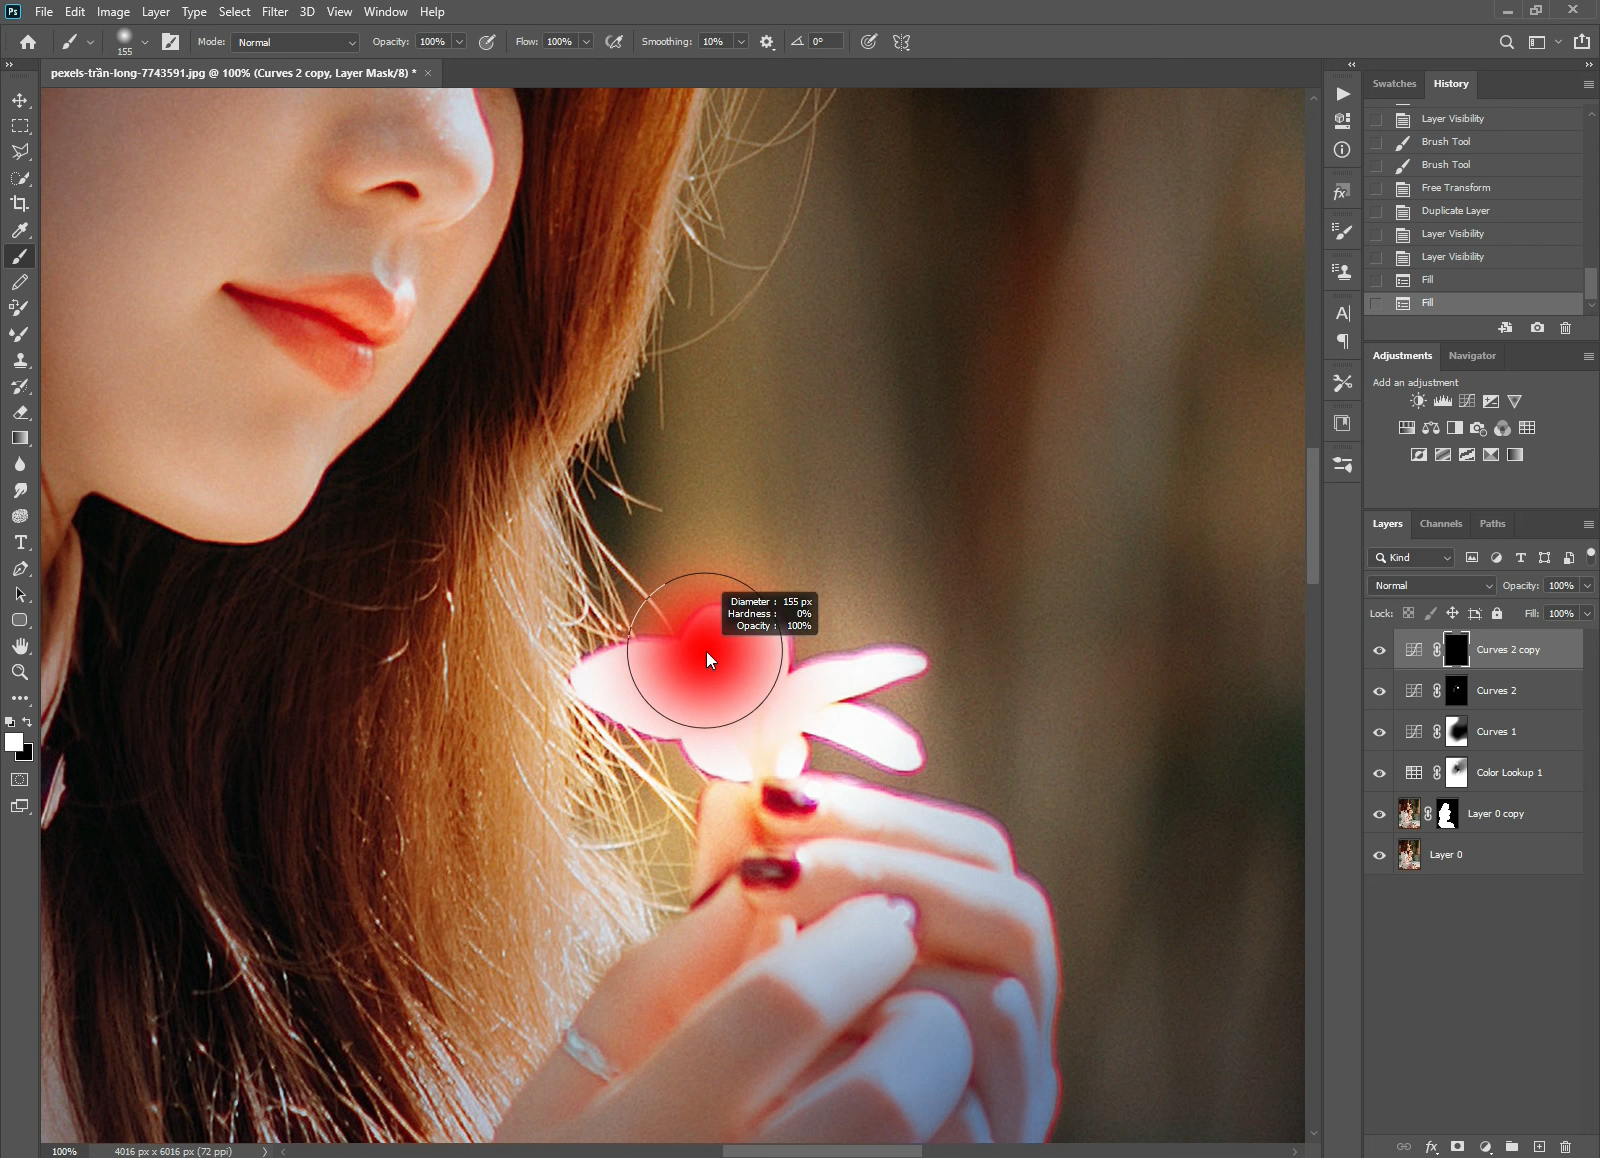 Ps File Edit Image Layer Type Select Filter 3D View Window Help
155 Mode: Normal Opacity: 100% Flow: 100% Smoothing: 10% 0°
pexels-trần-long-7743591.jpg @ 100% (Curves 2 copy, Layer Mask/8) * ×
Swatches History
Layer Visibility
Brush Tool
Brush Tool
Free Transform
Duplicate Layer
Layer Visibility
Layer Visibility
Fill
Fill
Adjustments Navigator
Add an adjustment
Layers Channels Paths
Kind
Normal Opacity: 100%
Lock: Fill: 100%
Curves 2 copy
Curves 2
Curves 1
Color Lookup 1
Layer 0 copy
Layer 0
Diameter : 155 px
Hardness : 0%
Opacity : 100%
100% 4016 px x 6016 px (72 ppi)